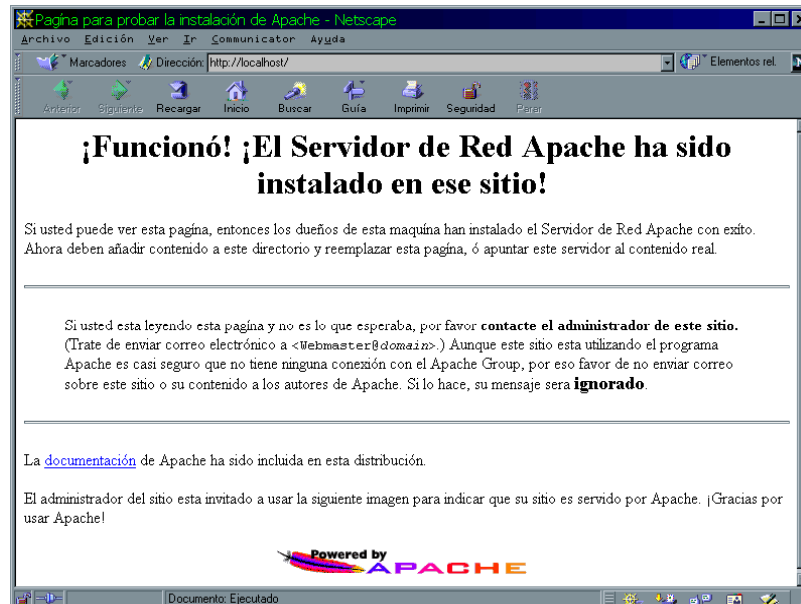 Pagína para probar la instalación de Apache - Netscape
Archivo Edición Ver Ir Communicator Ayuda
Marcadores Dirección: http://localhost/ Elementos rel.
Anterior Siguiente Recargar Inicio Buscar Guía Imprimir Seguridad Parar
¡Funcionó! ¡El Servidor de Red Apache ha sido
instalado en ese sitio!
Si usted puede ver esta pagína, entonces los dueños de esta maquína han instalado el Servidor de Red Apache con exíto.
Ahora deben añadir contenido a este directorio y reemplazar esta pagína, ó apuntar este servidor al contenido real.
Si usted esta leyendo esta pagína y no es lo que esperaba, por favor contacte el administrador de este sitio.
(Trate de enviar correo electrónico a <Webmaster@domain>.) Aunque este sitio esta utilizando el programa
Apache es casi seguro que no tiene ninguna conexión con el Apache Group, por eso favor de no enviar correo
sobre este sitio o su contenido a los autores de Apache. Si lo hace, su mensaje sera ignorado.
La documentación de Apache ha sido incluida en esta distribución.
El administrador del sitio esta invitado a usar la siguiente imagen para indicar que su sitio es servido por Apache. ¡Gracias por
usar Apache!
Powered by
APACHE
Documento: Ejecutado